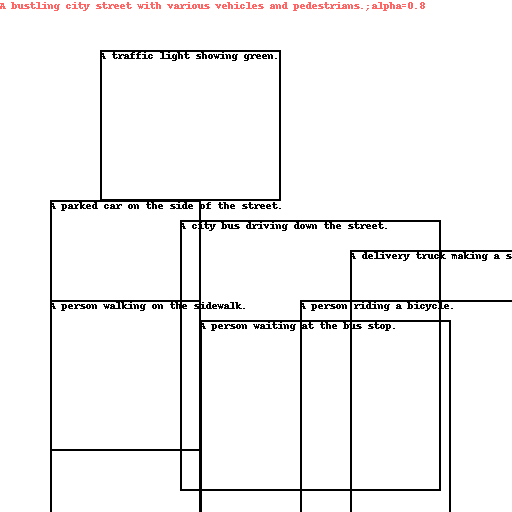 A bustling city street with various vehicles and pedestrians.;alpha=0.8
A traffic light showing green.
A parked car on the side of the street.
A city bus driving down the street.
A delivery truck making a s
A person walking on the sidewalk.
A person riding a bicycle.
A person waiting at the bus stop.